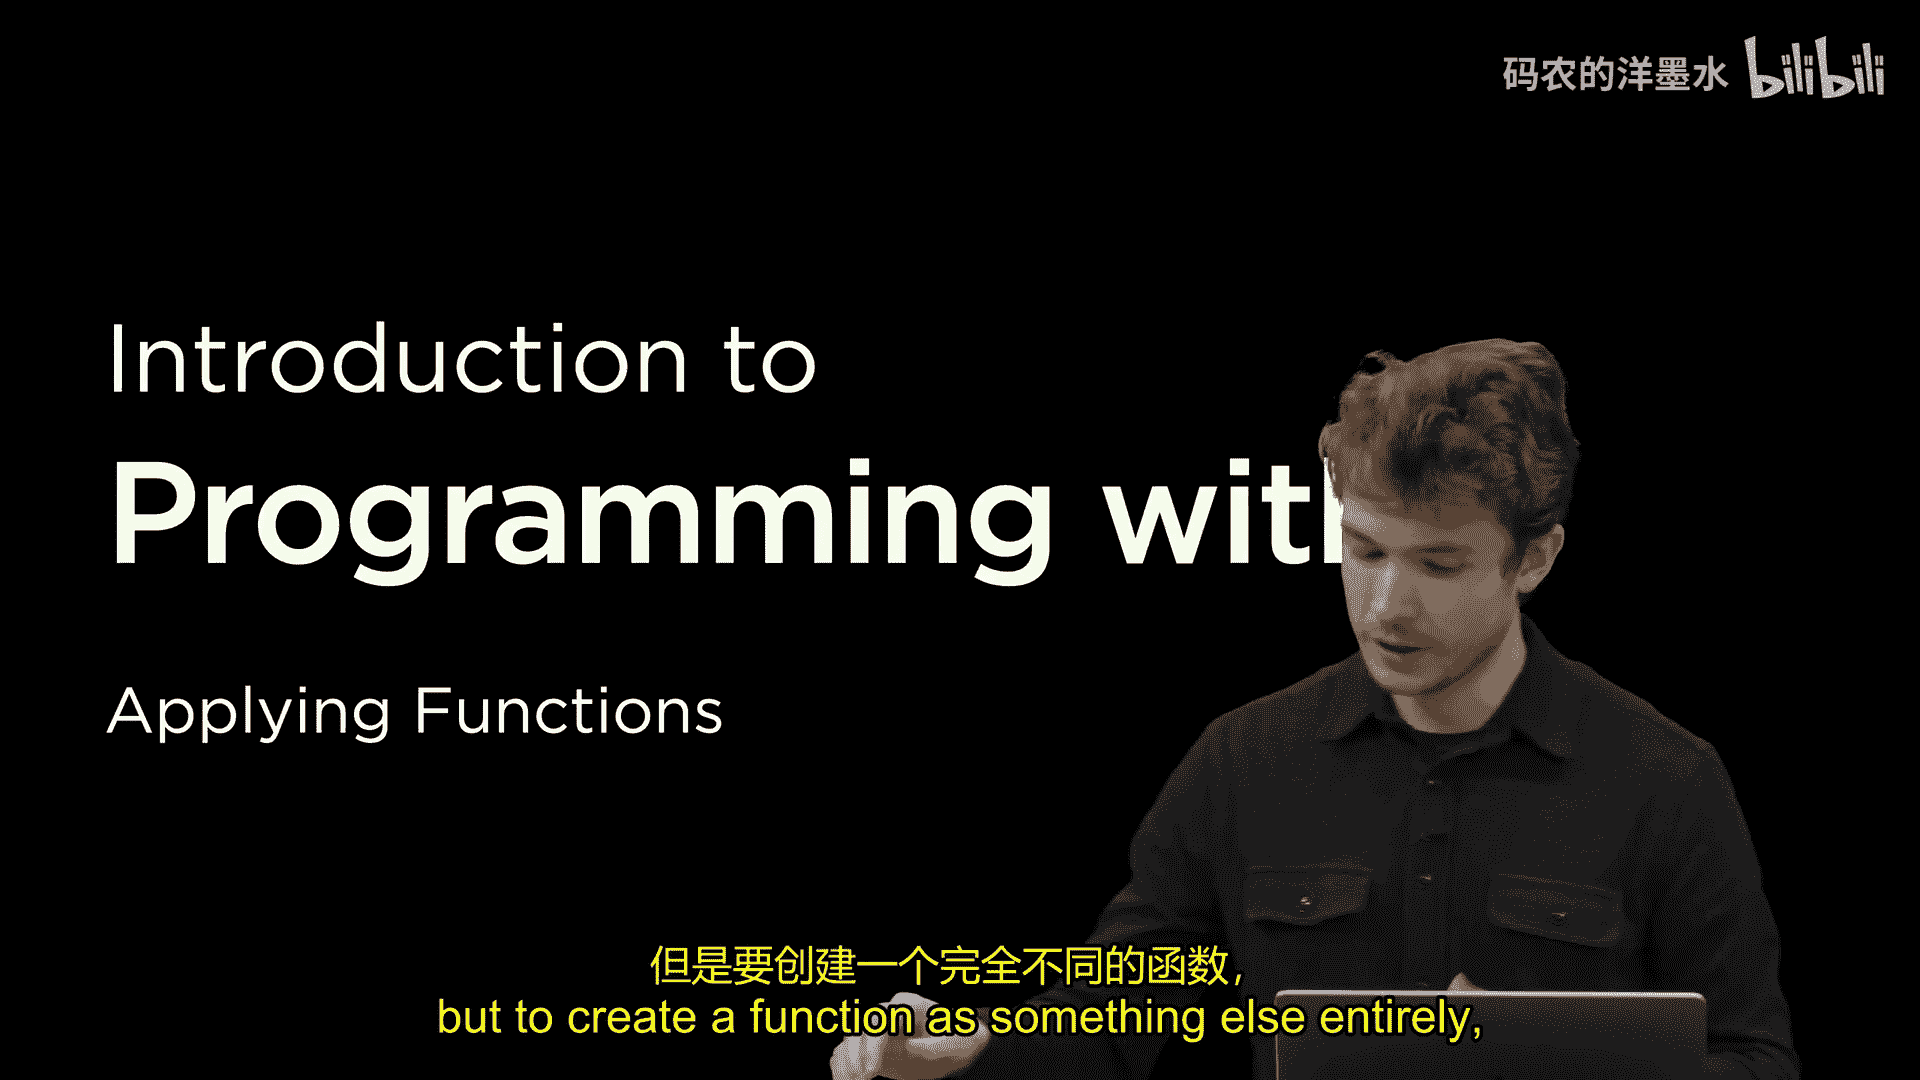 码农的洋墨水 bilibili
Introduction to
Programming with
Applying Functions
但是要创建一个完全不同的函数，
but to create a function as something else entirely,